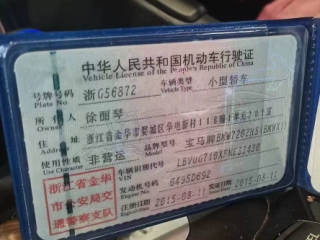 中华人民共和国机动车行驶证
Vehicle License of the People's Republic of China
号牌号码 浙G56872 车辆类型 小型轿车
Plate No. Vehicle Type
所有人 徐面琴
Owner
住址 浙江省金华市婺城区华电新村
Address
使用性质 非营运 品牌型号 宝马牌
Use Character Model
车辆识别代号
VIN
发动机号码
Engine No.
注册日期 2015-08-11 发证日期 2015-08-11
Register Date Issue Date
浙江省金华
市公安局交
通警察支队